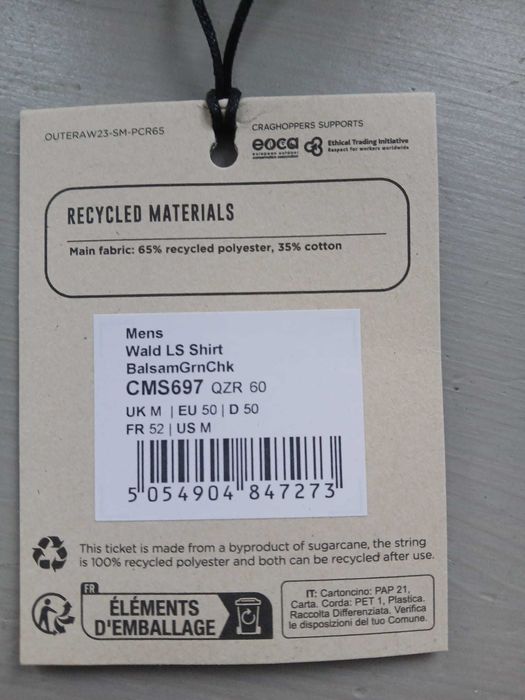 OUTERAW23-SM-PCR65
CRAGHOPPERS SUPPORTS
eoca
european outdoor
conservation association
Ethical Trading Initiative
Respect for workers worldwide
RECYCLED MATERIALS
Main fabric: 65% recycled polyester, 35% cotton
Mens
Wald LS Shirt
BalsamGrnChk
CMS697 QZR 60
UK M | EU 50 | D 50
FR 52 | US M
5 054904 847273
This ticket is made from a byproduct of sugarcane, the string
is 100% recycled polyester and both can be recycled after use.
FR
ÉLÉMENTS
D'EMBALLAGE
IT: Cartoncino: PAP 21,
Carta. Corda: PET 1, Plastica.
Raccolta Differenziata. Verifica
le disposizioni del tuo Comune.